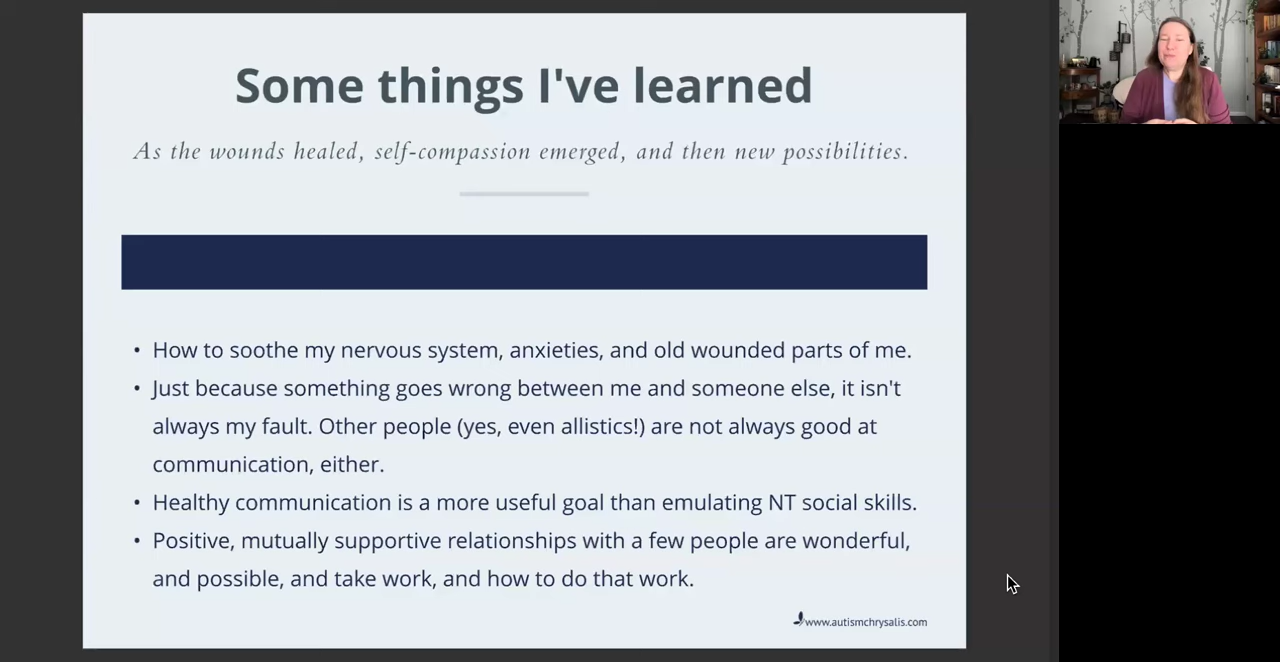 Some things I've learned
As the wounds healed, self-compassion emerged, and then new possibilities.
• How to soothe my nervous system, anxieties, and old wounded parts of me.
• Just because something goes wrong between me and someone else, it isn't
always my fault. Other people (yes, even allistics!) are not always good at
communication, either.
• Healthy communication is a more useful goal than emulating NT social skills.
• Positive, mutually supportive relationships with a few people are wonderful,
and possible, and take work, and how to do that work.
www.autismchrysalis.com